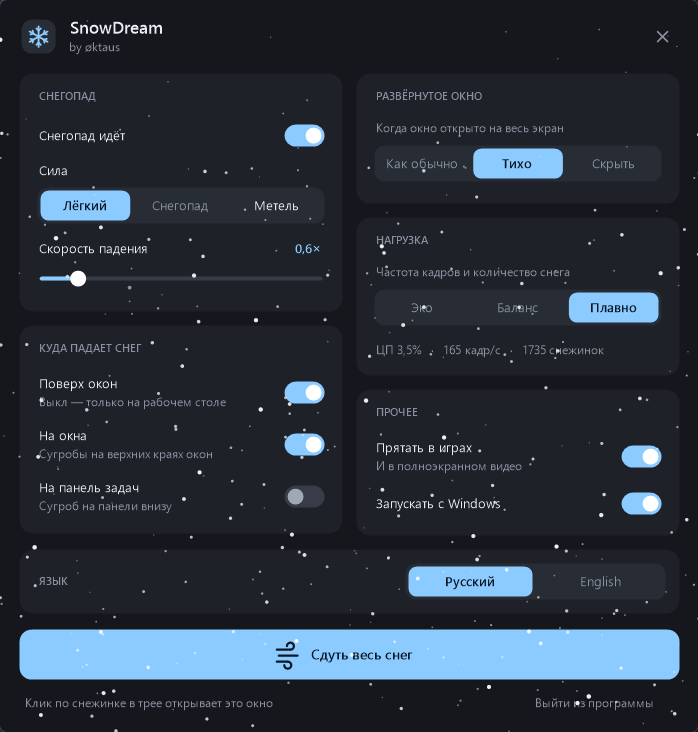 SnowDream
by øktaus
СНЕГОПАД
Снегопад идёт
Сила
Лёгкий Снегопад Метель
Скорость падения 0,6×
КУДА ПАДАЕТ СНЕГ
Поверх окон
Выкл — только на рабочем столе
На окна
Сугробы на верхних краях окон
На панель задач
Сугроб на панели внизу
РАЗВЁРНУТОЕ ОКНО
Когда окно открыто на весь экран
Как обычно Тихо Скрыть
НАГРУЗКА
Частота кадров и количество снега
Эко Баланс Плавно
ЦП 3,5% 165 кадр/с 1735 снежинок
ПРОЧЕЕ
Прятать в играх
И в полноэкранном видео
Запускать с Windows
ЯЗЫК Русский English
Сдуть весь снег
Клик по снежинке в трее открывает это окно Выйти из программы